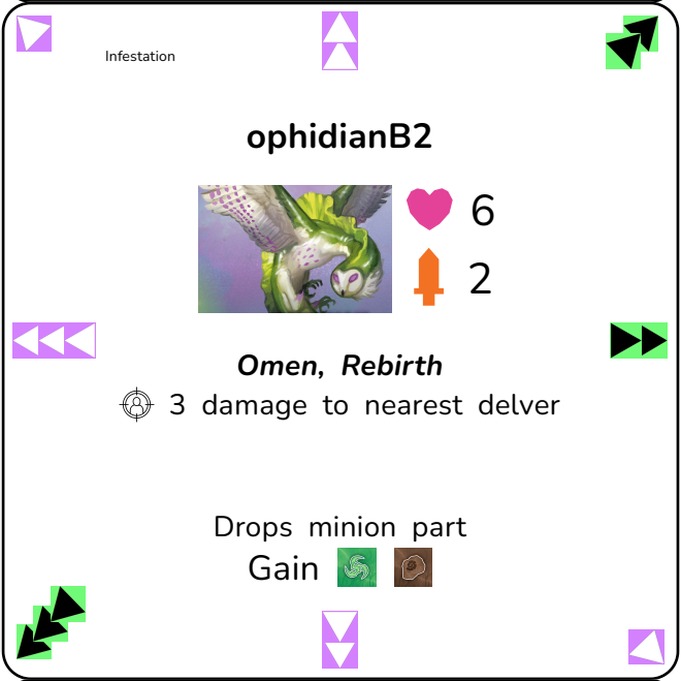 Infestation
ophidianB2
6
2
Omen, Rebirth
3 damage to nearest delver
Drops minion part
Gain